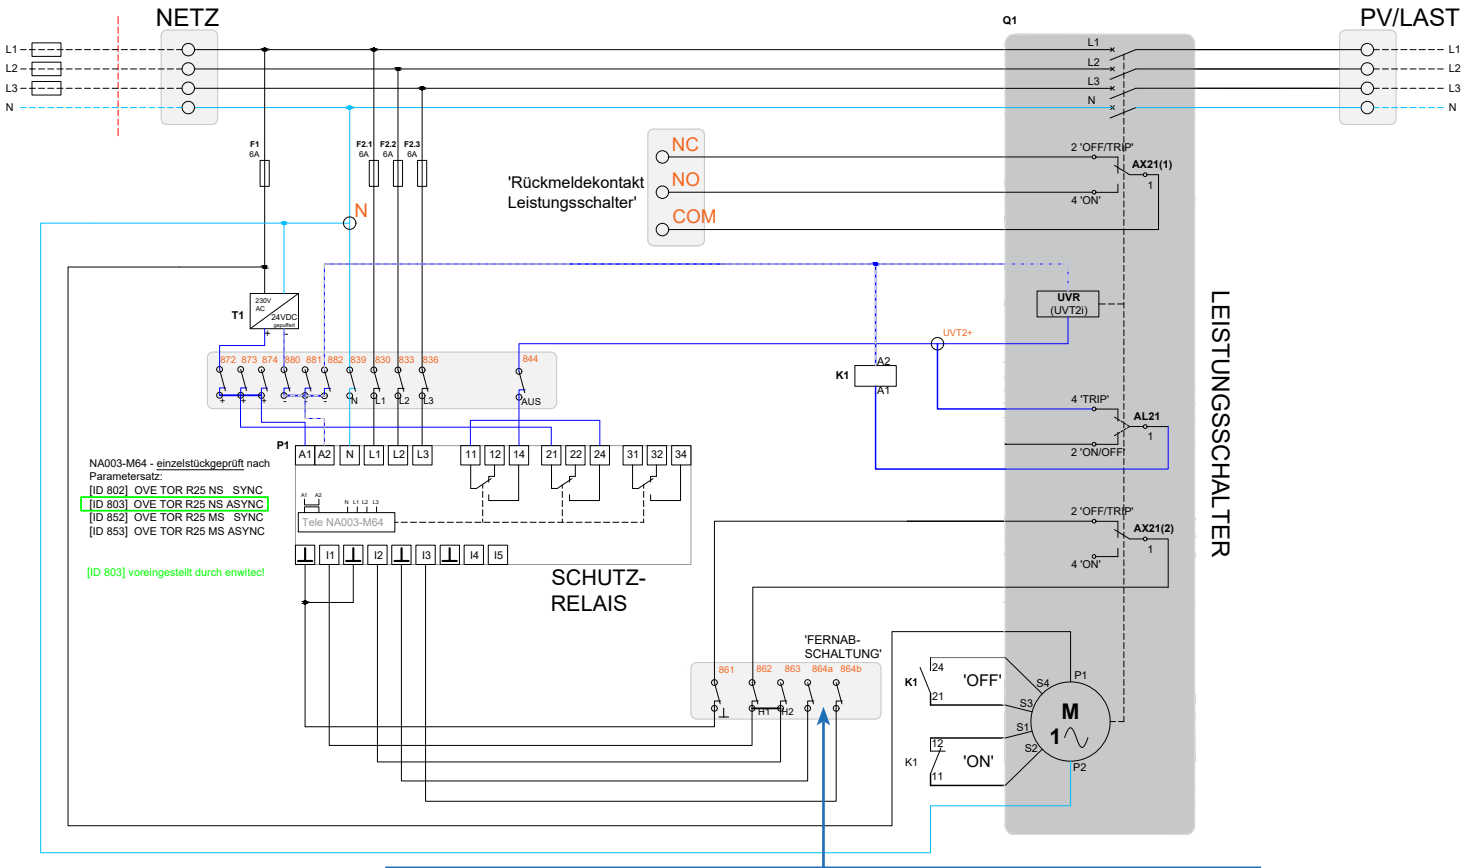 NETZ
Q1
PV/LAST
L1
L1
L1
L2
L2
L2
L3
L3
L3
N
N
N
F1
6A
F2.1
6A
F2.2
6A
F2.3
6A
NC
2 'OFF/TRIP'
AX21(1)
1
'Rückmeldekontakt
Leistungsschalter'
NO
4 'ON'
COM
N
LEISTUNGSSCHALTER
T1
230V
AC
24VDC
gepuffert
+
-
UVR
(UVT2i)
UVT2+
872
873
874
880
881
882
839
830
833
836
844
+
+
+
-
-
-
N
L1
L2
L3
AUS
K1
A2
A1
4 'TRIP'
AL21
1
2 'ON/OFF'
P1
A1
A2
N
L1
L2
L3
11
12
14
21
22
24
31
32
34
NA003-M64 - einzelstückgeprüft nach
Parametersatz:
[ID 802] OVE TOR R25 NS SYNC
[ID 803] OVE TOR R25 NS ASYNC
[ID 852] OVE TOR R25 MS SYNC
[ID 853] OVE TOR R25 MS ASYNC
A1
A2
N
L1
L2
L3
Tele NA003-M64
2 'OFF/TRIP'
AX21(2)
1
4 'ON'
I1
I2
I3
I4
I5
[ID 803] voreingestellt durch enwitec!
SCHUTZ-
RELAIS
'FERNAB-
SCHALTUNG'
861
862
863
864a
864b
H1
H2
K1
24
21
'OFF'
S4
P1
S3
M
1
S1
S2
P2
K1
12
11
'ON'